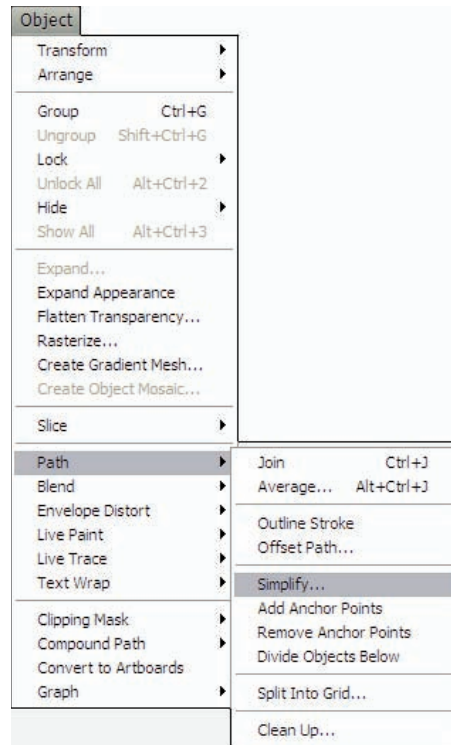 Object
Transform
Arrange
Group Ctrl+G
Ungroup Shift+Ctrl+G
Lock
Unlock All Alt+Ctrl+2
Hide
Show All Alt+Ctrl+3
Expand...
Expand Appearance
Flatten Transparency...
Rasterize...
Create Gradient Mesh...
Create Object Mosaic...
Slice
Path
Blend
Envelope Distort
Live Paint
Live Trace
Text Wrap
Clipping Mask
Compound Path
Convert to Artboards
Graph
Join Ctrl+J
Average... Alt+Ctrl+J
Outline Stroke
Offset Path...
Simplify...
Add Anchor Points
Remove Anchor Points
Divide Objects Below
Split Into Grid...
Clean Up...